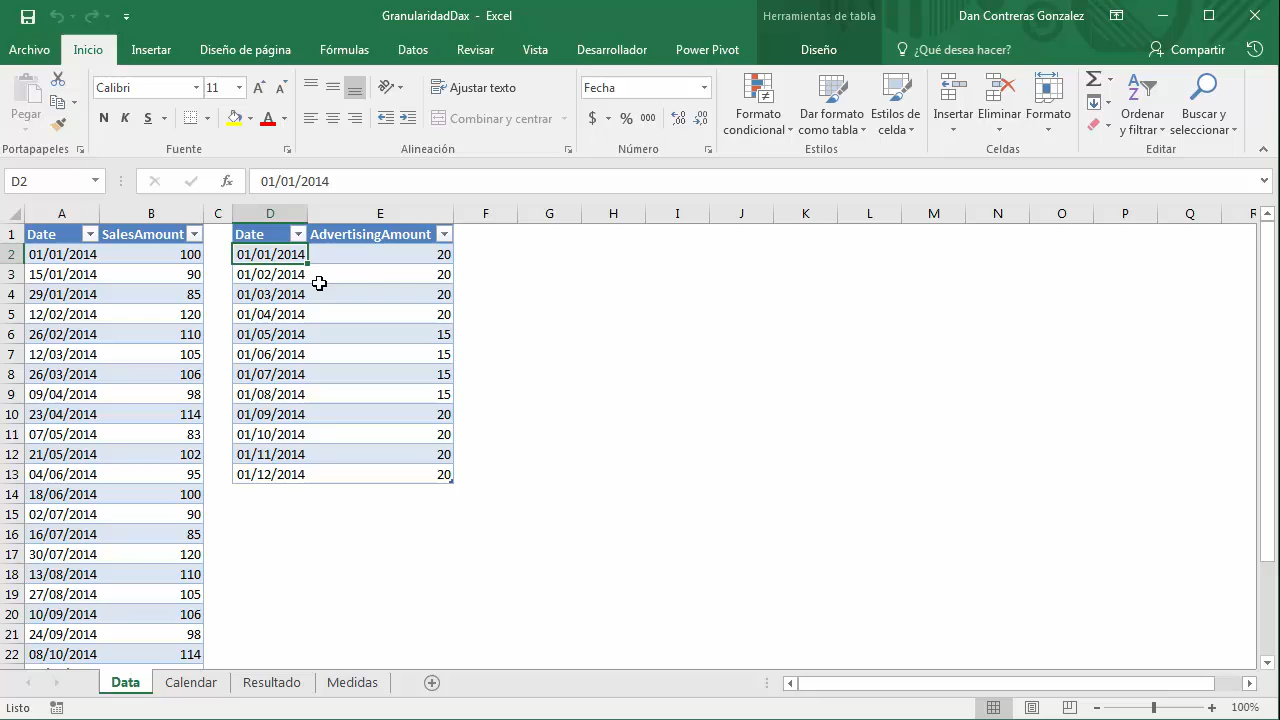 GranularidadDax - Excel
Herramientas de tabla
Dan Contreras Gonzalez
Archivo Inicio Insertar Diseño de página Fórmulas Datos Revisar Vista Desarrollador Power Pivot Diseño ¿Qué desea hacer? Compartir
Pegar
Portapapeles
Calibri 11
N K S
Fuente
Ajustar texto
Combinar y centrar
Alineación
Fecha
$ % 000
Número
Formato condicional
Dar formato como tabla
Estilos de celda
Estilos
Insertar Eliminar Formato
Celdas
Ordenar y filtrar
Buscar y seleccionar
Editar
D2 fx 01/01/2014
A B C D E F G H I J K L M N O P Q R
1 Date SalesAmount Date AdvertisingAmount
2 01/01/2014 100 01/01/2014 20
3 15/01/2014 90 01/02/2014 20
4 29/01/2014 85 01/03/2014 20
5 12/02/2014 120 01/04/2014 20
6 26/02/2014 110 01/05/2014 15
7 12/03/2014 105 01/06/2014 15
8 26/03/2014 106 01/07/2014 15
9 09/04/2014 98 01/08/2014 15
10 23/04/2014 114 01/09/2014 20
11 07/05/2014 83 01/10/2014 20
12 21/05/2014 102 01/11/2014 20
13 04/06/2014 95 01/12/2014 20
14 18/06/2014 100
15 02/07/2014 90
16 16/07/2014 85
17 30/07/2014 120
18 13/08/2014 110
19 27/08/2014 105
20 10/09/2014 106
21 24/09/2014 98
22 08/10/2014 114
Data Calendar Resultado Medidas
Listo
100%